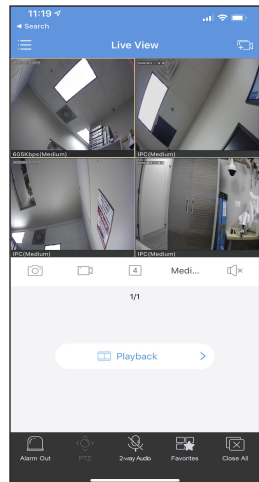 11:19
◀ Search
Live View
605Kbps(Medium)
IPC(Medium)
IPC(Medium)
IPC(Medium)
4
Medi...
1/1
Playback
Alarm Out
PTZ
2-way Audio
Favorites
Close All